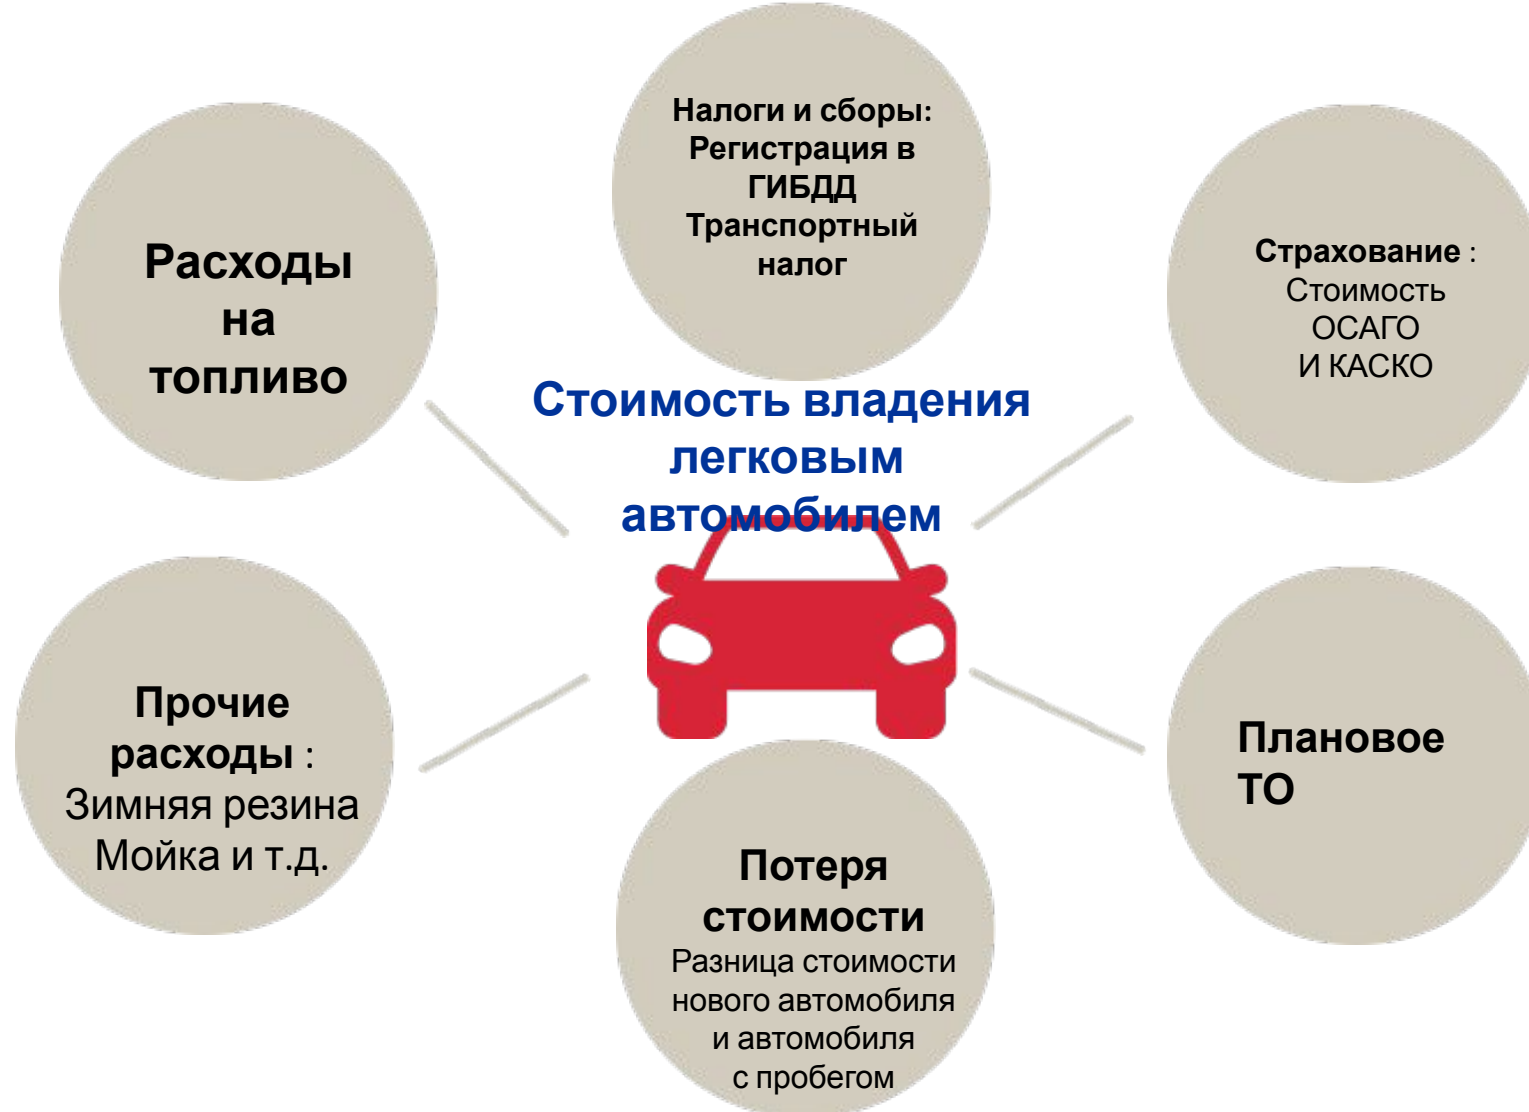 Налоги и сборы:
Регистрация в
ГИБДД
Транспортный
налог
Расходы
на
топливо
Страхование :
Стоимость
ОСАГО
И КАСКО
Стоимость владения
легковым
автомобилем
Прочие
расходы :
Зимняя резина
Мойка и т.д.
Плановое
ТО
Потеря
стоимости
Разница стоимости
нового автомобиля
и автомобиля
с пробегом